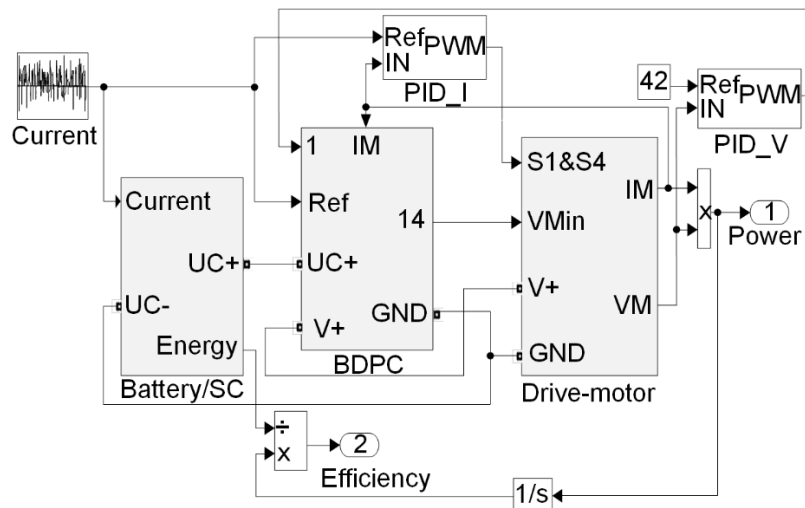 Ref
IN
PWM
PID_I
42
Ref
IN
PWM
PID_V
Current
1
IM
Ref
14
UC+
V+
GND
BDPC
S1&S4
IM
VMin
V+
VM
GND
Drive-motor
Current
UC+
UC-
Energy
Battery/SC
x
1
Power
÷
x
2
Efficiency
1/s